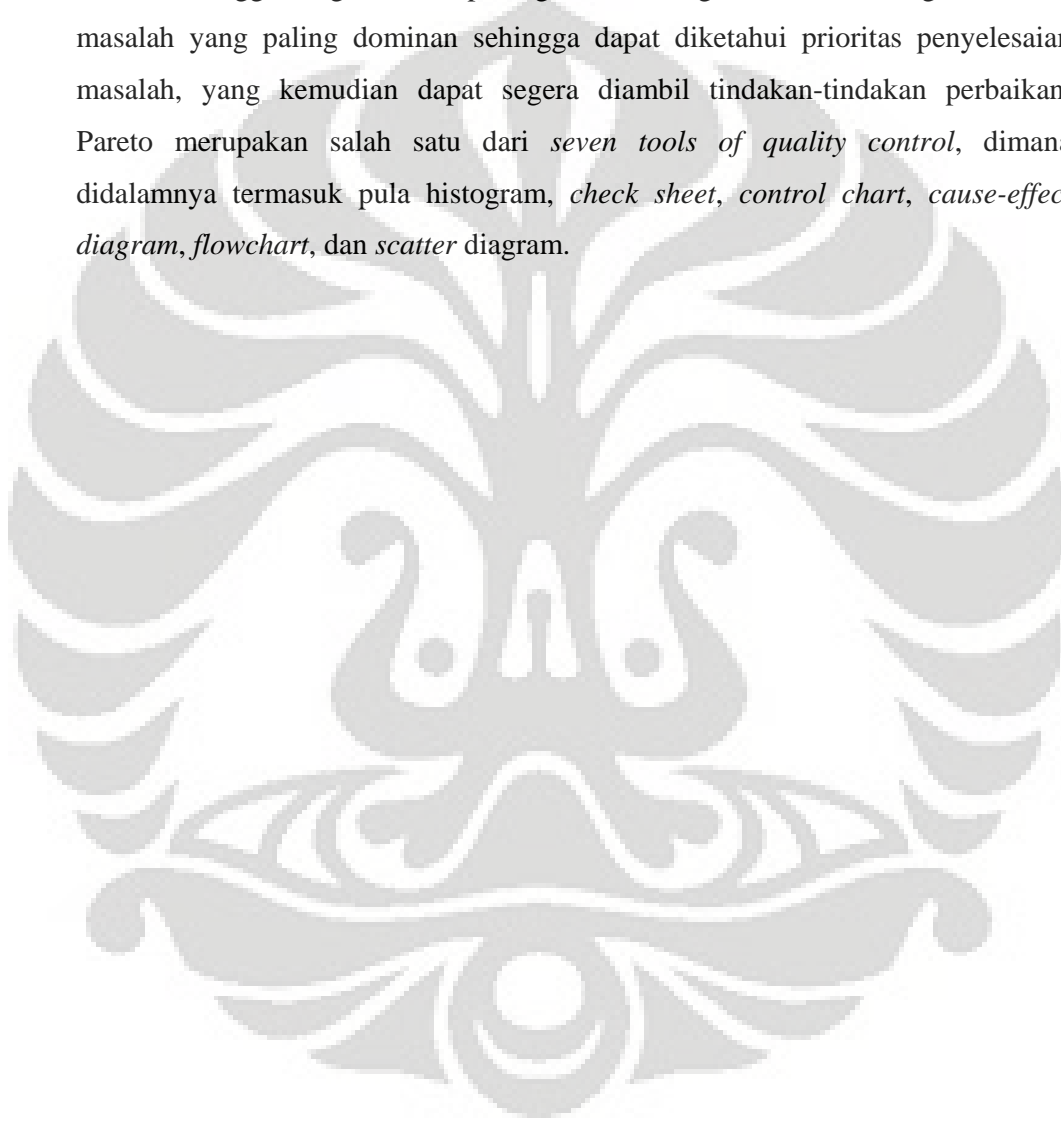 masalah yang paling dominan sehingga dapat diketahui prioritas penyelesaian
masalah, yang kemudian dapat segera diambil tindakan-tindakan perbaikan
Pareto merupakan salah satu dari seven tools of quality control, dimana
didalamnya termasuk pula histogram, check sheet, control chart, cause-effect
diagram, flowchart, dan scatter diagram.